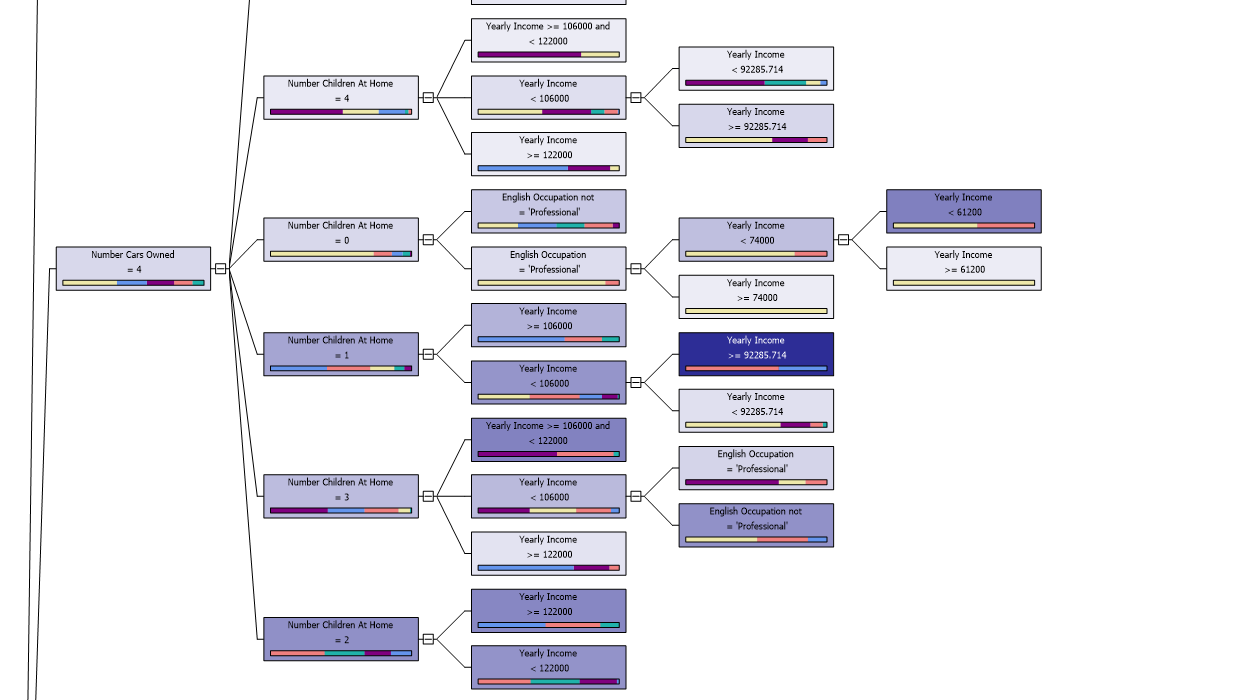 Number Cars Owned
= 4
Number Children At Home
= 4
Yearly Income >= 106000 and
< 122000
Yearly Income
< 106000
Yearly Income
< 92285.714
Yearly Income
>= 92285.714
Yearly Income
>= 122000
Number Children At Home
= 0
English Occupation not
= 'Professional'
English Occupation
= 'Professional'
Yearly Income
< 74000
Yearly Income
< 61200
Yearly Income
>= 61200
Yearly Income
>= 74000
Number Children At Home
= 1
Yearly Income
>= 106000
Yearly Income
< 106000
Yearly Income
>= 92285.714
Yearly Income
< 92285.714
Number Children At Home
= 3
Yearly Income >= 106000 and
< 122000
Yearly Income
< 106000
English Occupation
= 'Professional'
English Occupation not
= 'Professional'
Yearly Income
>= 122000
Number Children At Home
= 2
Yearly Income
>= 122000
Yearly Income
< 122000